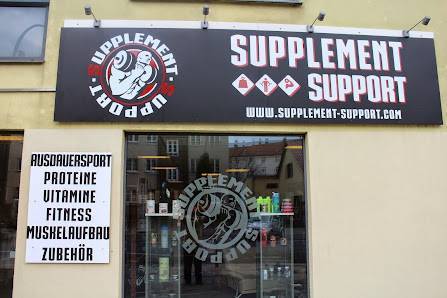 SUPPLEMENT SUPPORT
SUPPLEMENT
SUPPORT
WWW.SUPPLEMENT-SUPPORT.COM
AUSDAUERSPORT
PROTEINE
VITAMINE
FITNESS
MUSKELAUFBAU
ZUBEHÖR
SUPPLEMENT SUPPORT